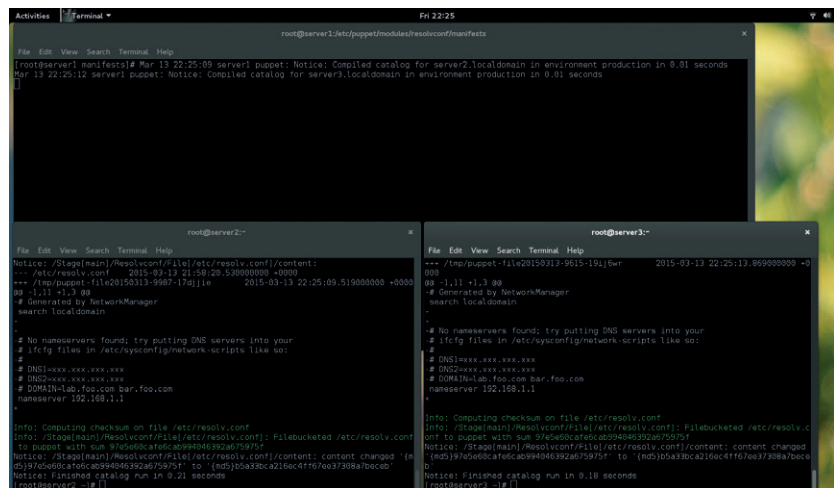 Activities Terminal Fri 22:25
root@server1:/etc/puppet/modules/resolvconf/manifests ×
File Edit View Search Terminal Help
[root@server1 manifests]# Mar 13 22:25:09 server1 puppet: Notice: Compiled catalog for server2.localdomain in environment production in 0.01 seconds
Mar 13 22:25:12 server1 puppet: Notice: Compiled catalog for server3.localdomain in environment production in 0.01 seconds
root@server2:~ ×
File Edit View Search Terminal Help
Notice: /Stage[main]/Resolvconf/File[/etc/resolv.conf]/content:
--- /etc/resolv.conf 2015-03-13 21:58:20.530000000 +0000
+++ /tmp/puppet-file20150313-9987-17djjie 2015-03-13 22:25:09.519000000 +0000
@@ -1,11 +1,3 @@
-# Generated by NetworkManager
search localdomain
-
-
-# No nameservers found; try putting DNS servers into your
-# ifcfg files in /etc/sysconfig/network-scripts like so:
-#
-# DNS1=xxx.xxx.xxx.xxx
-# DNS2=xxx.xxx.xxx.xxx
-# DOMAIN=lab.foo.com bar.foo.com
nameserver 192.168.1.1
+
Info: Computing checksum on file /etc/resolv.conf
Info: /Stage[main]/Resolvconf/File[/etc/resolv.conf]: Filebucketed /etc/resolv.conf
to puppet with sum 97e5e60cafe6cab994046392a675975f
Notice: /Stage[main]/Resolvconf/File[/etc/resolv.conf]/content: content changed '{m
d5}97e5e60cafe6cab994046392a675975f' to '{md5}b5a33bca216ec4ff67ee37308a7beceb'
Notice: Finished catalog run in 0.21 seconds
[root@server2 ~]#
root@server3:~ ×
File Edit View Search Terminal Help
+++ /tmp/puppet-file20150313-9615-19ij6wr 2015-03-13 22:25:13.869000000 +0
000
@@ -1,11 +1,3 @@
-# Generated by NetworkManager
search localdomain
-
-
-# No nameservers found; try putting DNS servers into your
-# ifcfg files in /etc/sysconfig/network-scripts like so:
-#
-# DNS1=xxx.xxx.xxx.xxx
-# DNS2=xxx.xxx.xxx.xxx
-# DOMAIN=lab.foo.com bar.foo.com
nameserver 192.168.1.1
+
Info: Computing checksum on file /etc/resolv.conf
Info: /Stage[main]/Resolvconf/File[/etc/resolv.conf]: Filebucketed /etc/resolv.c
onf to puppet with sum 97e5e60cafe6cab994046392a675975f
Notice: /Stage[main]/Resolvconf/File[/etc/resolv.conf]/content: content changed
'{md5}97e5e60cafe6cab994046392a675975f' to '{md5}b5a33bca216ec4ff67ee37308a7bece
b'
Notice: Finished catalog run in 0.18 seconds
[root@server3 ~]#